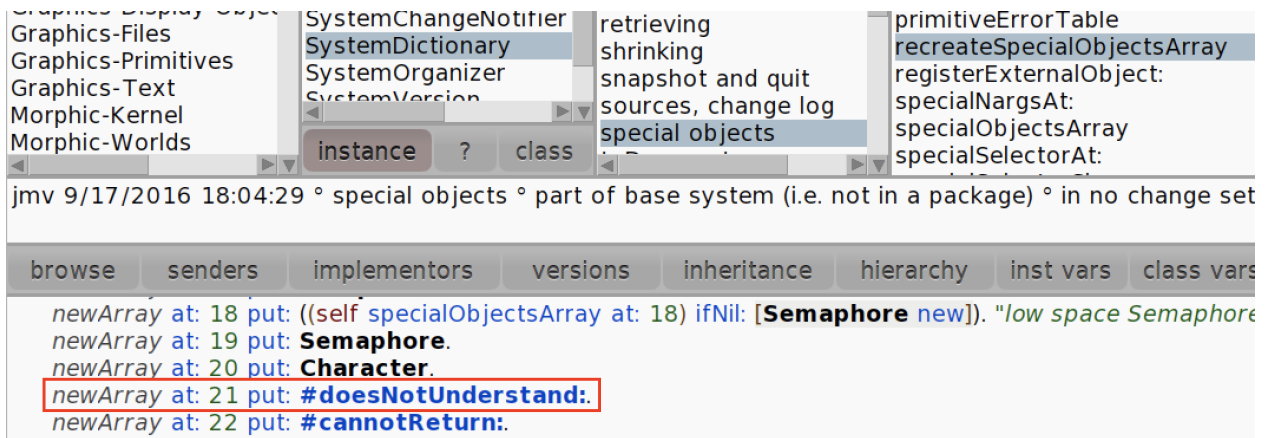 Graphics-Files
Graphics-Primitives
Graphics-Text
Morphic-Kernel
Morphic-Worlds
SystemChangeNotifier
SystemDictionary
SystemOrganizer
SystemVersion
instance ? class
retrieving
shrinking
snapshot and quit
sources, change log
special objects
primitiveErrorTable
recreateSpecialObjectsArray
registerExternalObject:
specialNargsAt:
specialObjectsArray
specialSelectorAt:
jmv 9/17/2016 18:04:29 ° special objects ° part of base system (i.e. not in a package) ° in no change set
browse senders implementors versions inheritance hierarchy inst vars class vars
newArray at: 18 put: ((self specialObjectsArray at: 18) ifNil: [Semaphore new]). "low space Semaphore
newArray at: 19 put: Semaphore.
newArray at: 20 put: Character.
newArray at: 21 put: #doesNotUnderstand:.
newArray at: 22 put: #cannotReturn:.